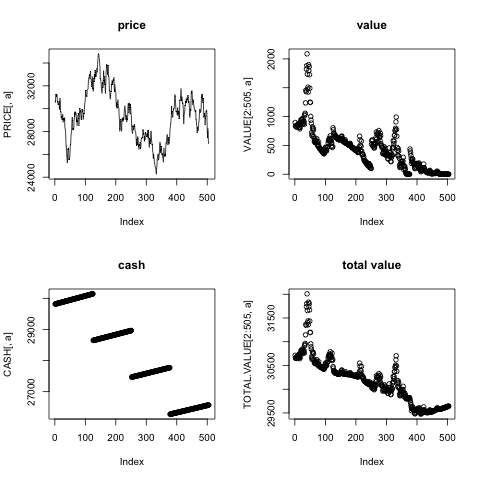 price
PRICE[, a]
24000 28000 32000
0 100 200 300 400 500
Index
value
VALUE[2:505, a]
0 500 1000 2000
0 100 200 300 400 500
Index
cash
CASH[, a]
27000 29000
0 100 200 300 400 500
Index
total value
TOTAL.VALUE[2:505, a]
29500 30500 31500
0 100 200 300 400 500
Index